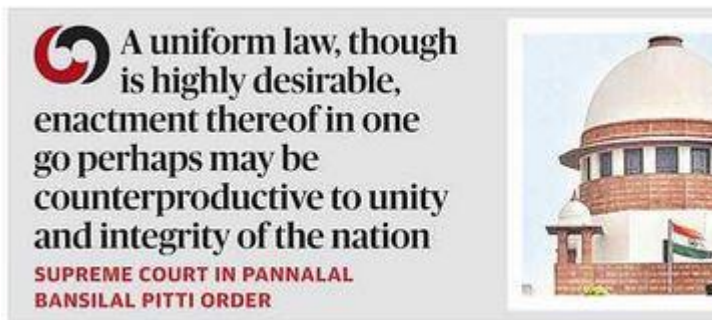 A uniform law, though
is highly desirable,
enactment thereof in one
go perhaps may be
counterproductive to unity
and integrity of the nation
SUPREME COURT IN PANNALAL
BANSILAL PITTI ORDER